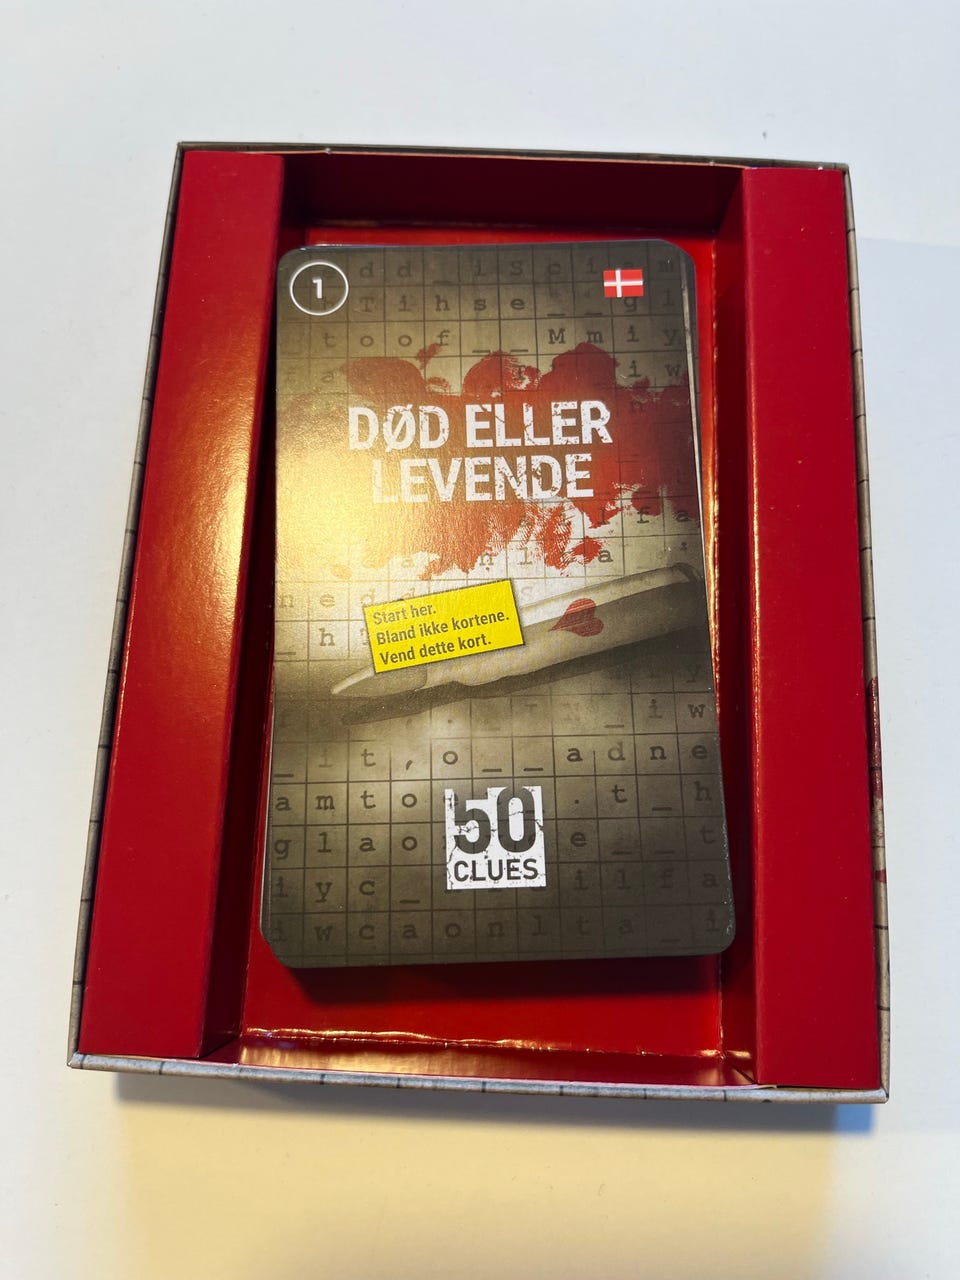 1
d d _ i S c i a m
T i h s e _ _ g l
_ t o o f _ _ M m i y
i w
DØD ELLER
LEVENDE
l f a
n e d d
Start her.
Bland ikke kortene.
Vend dette kort.
_ h
y
_ i w
_ i t , o _ _ a d n e
a m t o . t _ h
50
g l a o e _ _ t
CLUES
i y c _ i l f a
i w c a o n l t a _ i